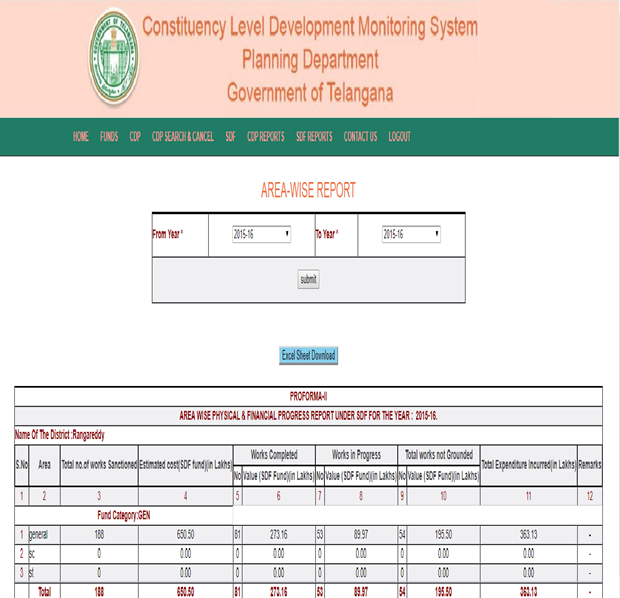 Constituency Level Development Monitoring System
Planning Department
Government of Telangana
HOME FUNDS CDP CDP SEARCH & CANCEL SDF CDP REPORTS SDF REPORTS CONTACT US LOGOUT
AREA-WISE REPORT
From Year * 2015-16 To Year * 2015-16
submit
Excel Sheet Download
PROFORMA-II
AREA WISE PHYSICAL & FINANCIAL PROGRESS REPORT UNDER SDF FOR THE YEAR : 2015-16.
Name Of The District :Rangareddy
S.No Area Total no.of works Sanctioned Estimated cost(SDF fund)(in Lakhs) Works Completed Works in Progress Total works not Grounded Total Expenditure Incurred(in Lakhs) Remarks
No Value (SDF Fund)(in Lakhs) No Value (SDF Fund)(in Lakhs) No Value (SDF Fund)(in Lakhs)
1 2 3 4 5 6 7 8 9 10 11 12
Fund Category:GEN
1 general 188 650.50 81 273.16 53 89.97 54 195.50 363.13 -
2 sc 0 0.00 0 0.00 0 0.00 0 0.00 0.00 -
3 st 0 0.00 0 0.00 0 0.00 0 0.00 0.00 -
Total 188 650.50 81 273.16 53 89.97 54 195.50 363.13 -